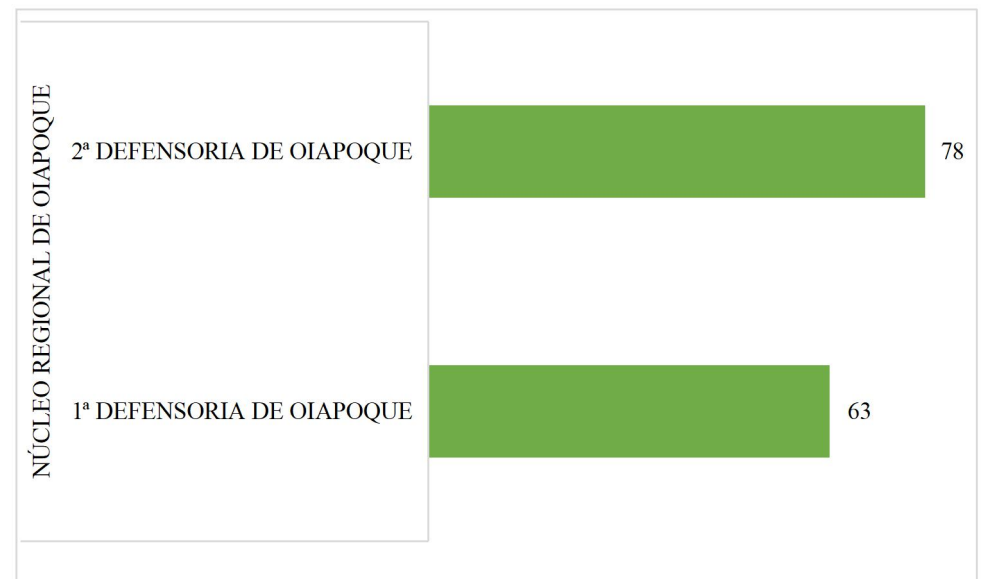 NÚCLEO REGIONAL DE OIAPOQUE
2ª DEFENSORIA DE OIAPOQUE 78
1ª DEFENSORIA DE OIAPOQUE 63